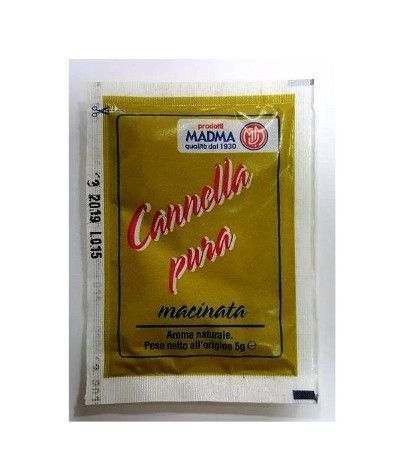 prodotti
MADMA
qualità dal 1930
Cannella
pura
macinata
Aroma naturale.
Peso netto all'origine 5g ℮
2019 L015